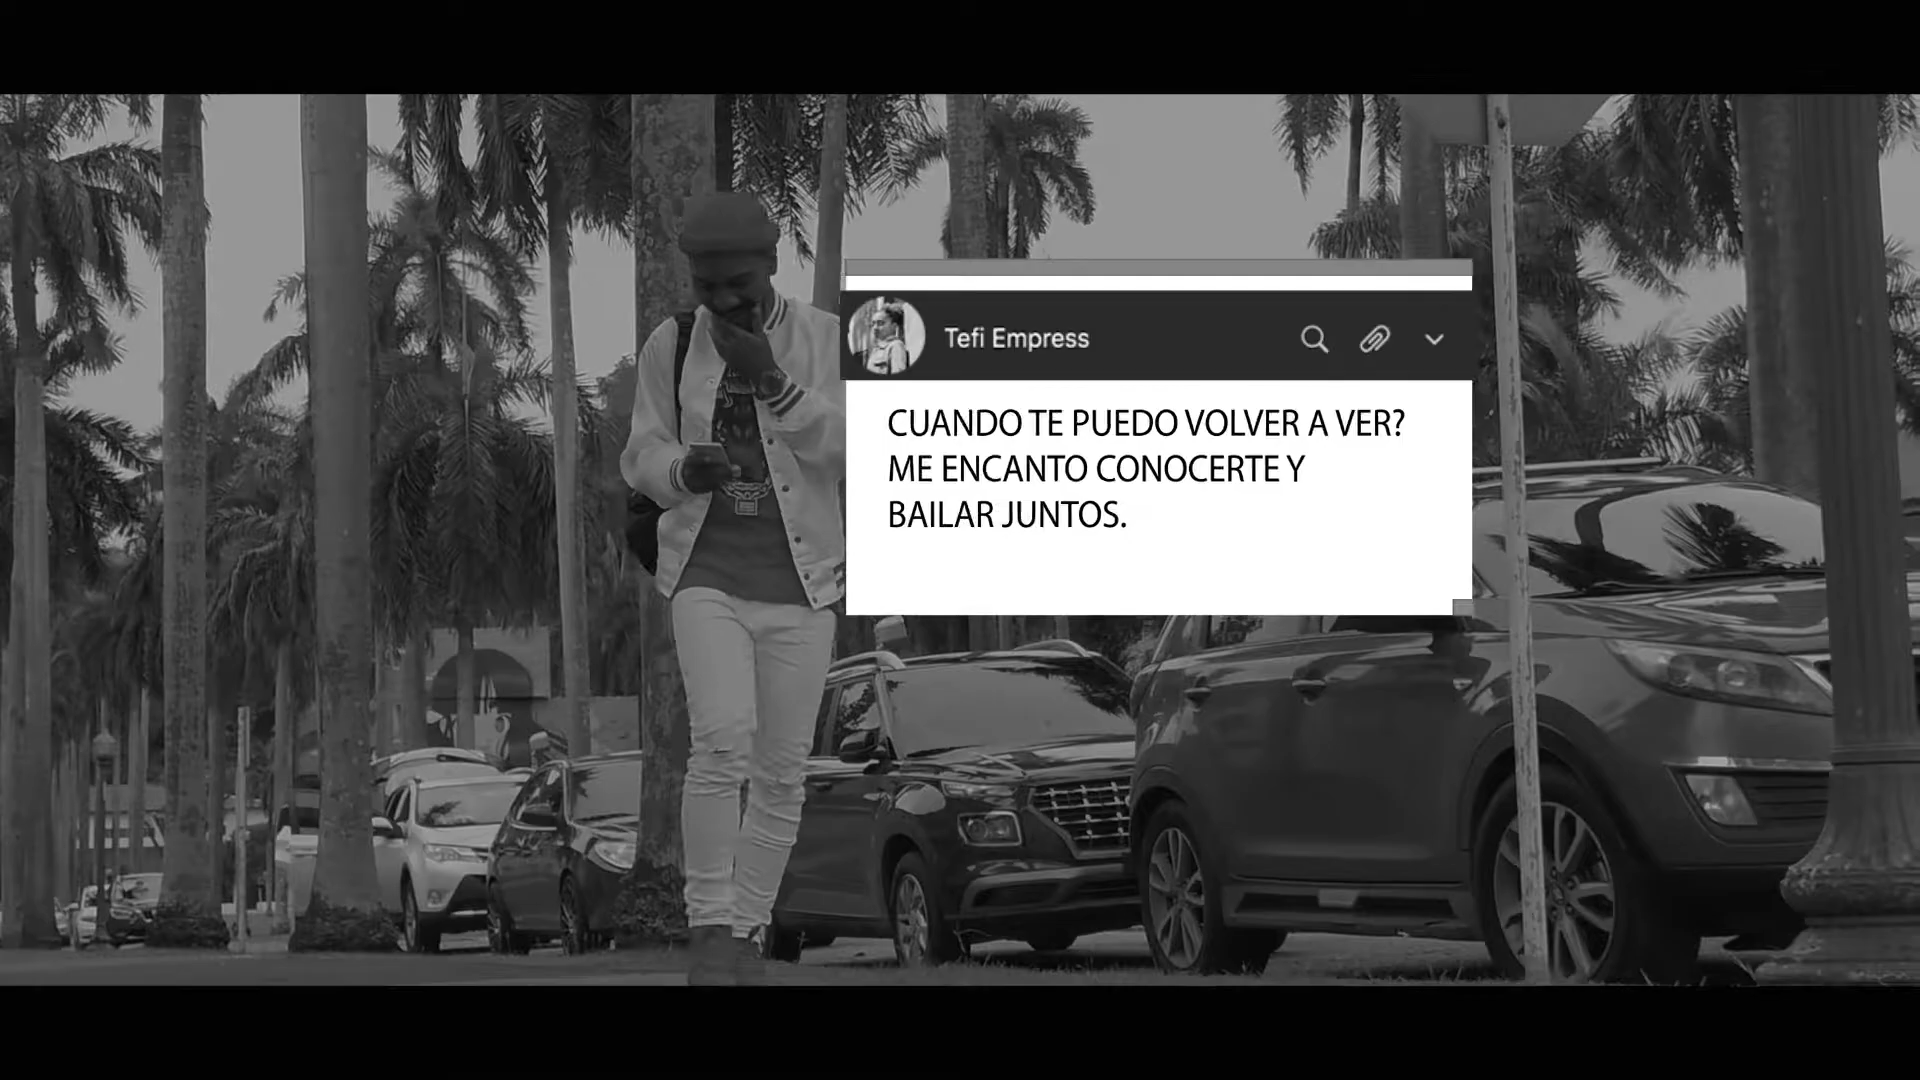 Tefi Empress
CUANDO TE PUEDO VOLVER A VER?
ME ENCANTO CONOCERTE Y
BAILAR JUNTOS.